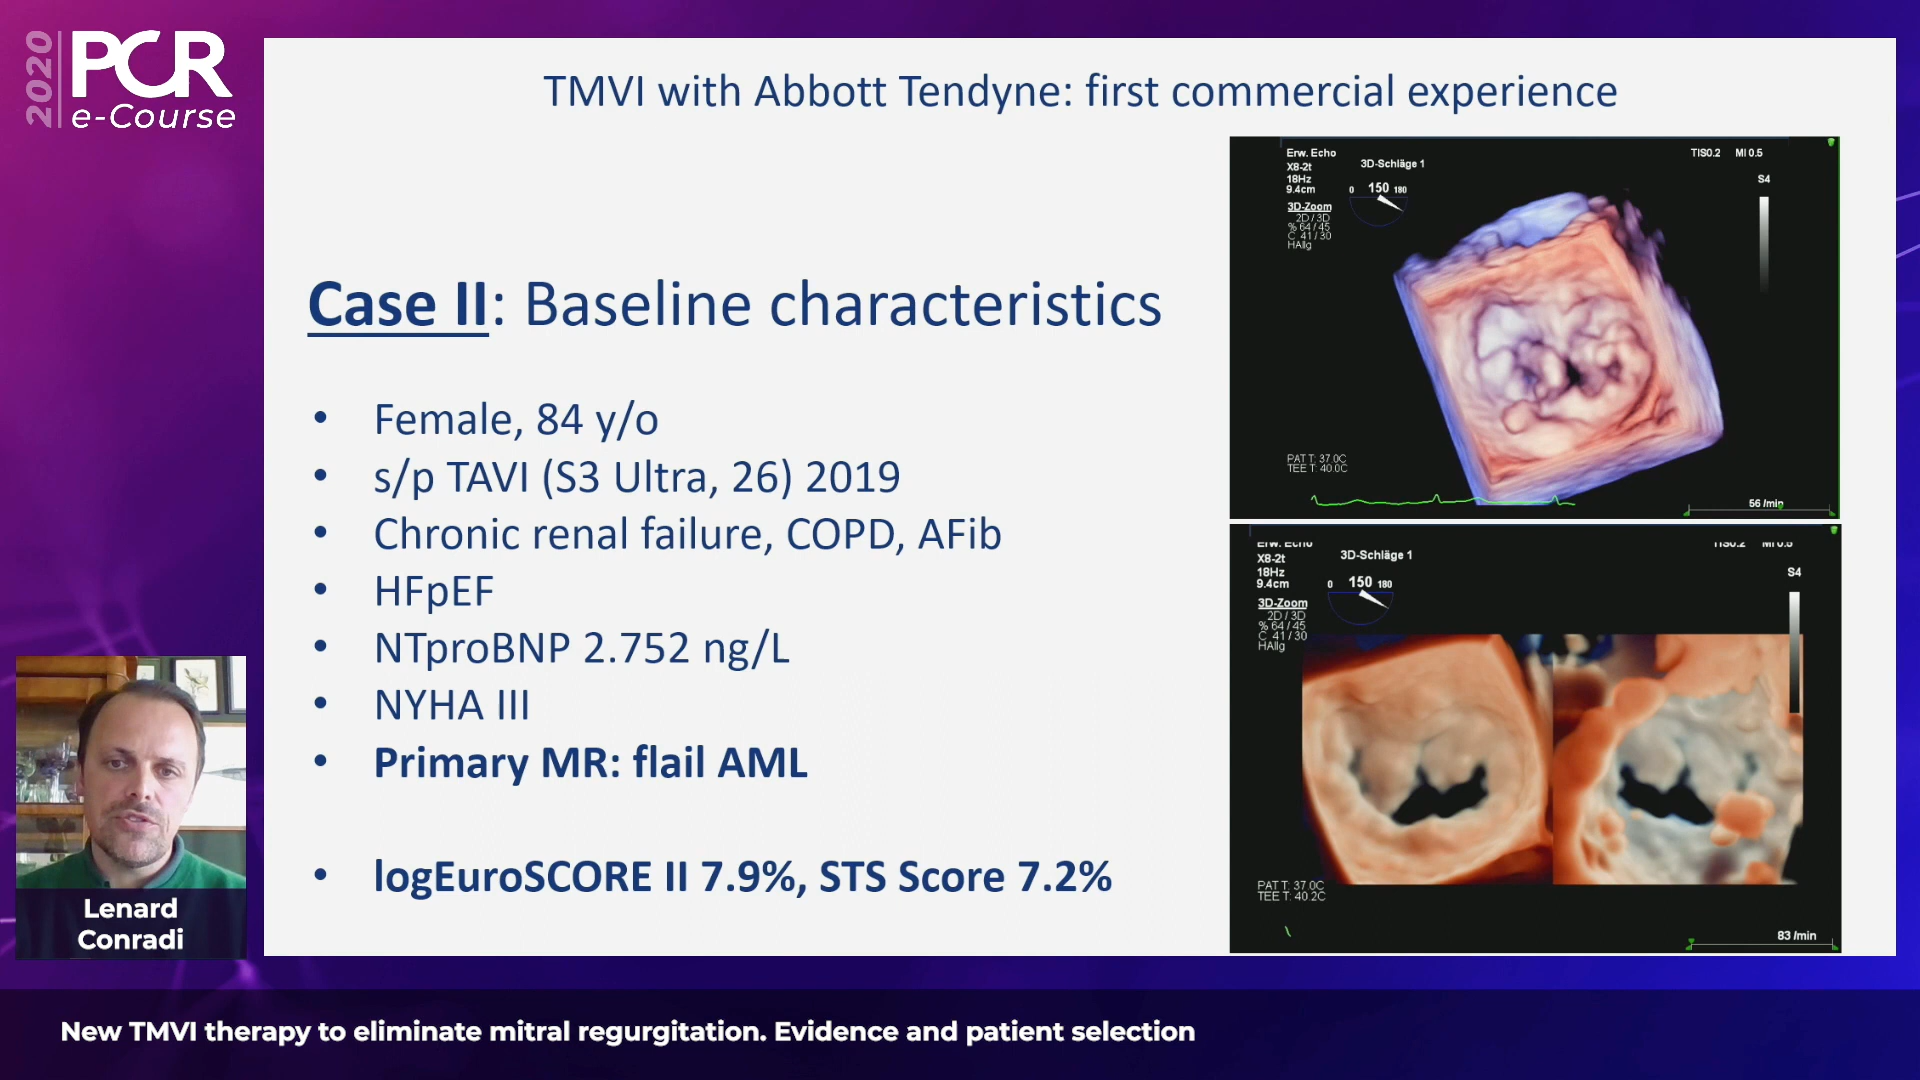 2020
PCR
e-Course
TMVI with Abbott Tendyne: first commercial experience
Case II: Baseline characteristics
• Female, 84 y/o
• s/p TAVI (S3 Ultra, 26) 2019
• Chronic renal failure, COPD, AFib
• HFpEF
• NTproBNP 2.752 ng/L
• NYHA III
• Primary MR: flail AML
• logEuroSCORE II 7.9%, STS Score 7.2%
Erw. Echo
X8-2t
18Hz
9.4cm
3D-Schläge 1
0 150 180
TIS0.2 MI 0.5
S4
3D-Zoom
2D / 3D
% 64 / 45
C 41 / 30
HAllg
PAT T: 37.0C
TEE T: 40.0C
56 /min
Erw. Echo
X8-2t
18Hz
9.4cm
3D-Schläge 1
0 150 180
TIS0.2 MI 0.5
S4
3D-Zoom
2D / 3D
% 64 / 45
C 41 / 30
HAllg
PAT T: 37.0C
TEE T: 40.2C
83 /min
Lenard
Conradi
New TMVI therapy to eliminate mitral regurgitation. Evidence and patient selection